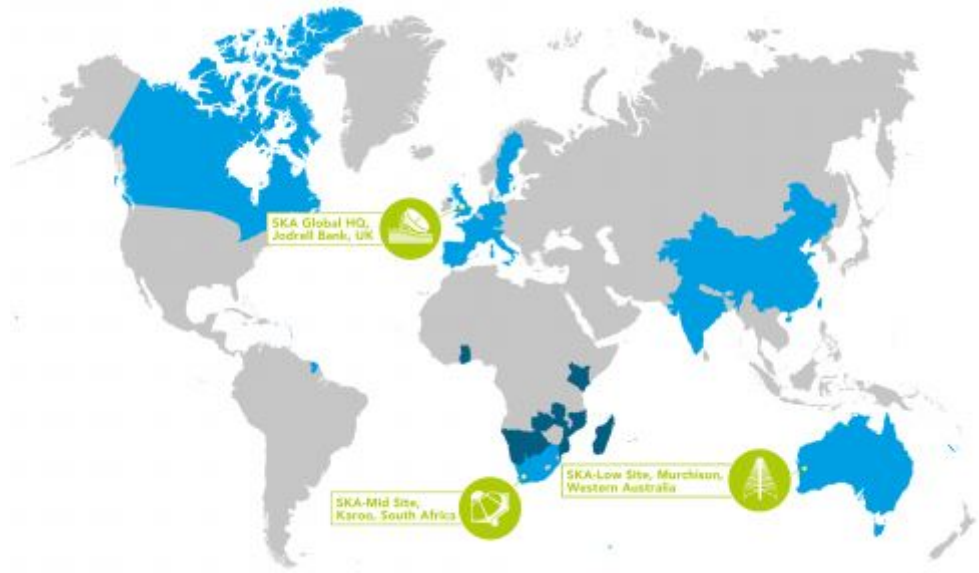 SKA Global HQ,
Jodrell Bank, UK
SKA-Low Site, Murchison,
Western Australia
SKA-Mid Site,
Karoo, South Africa